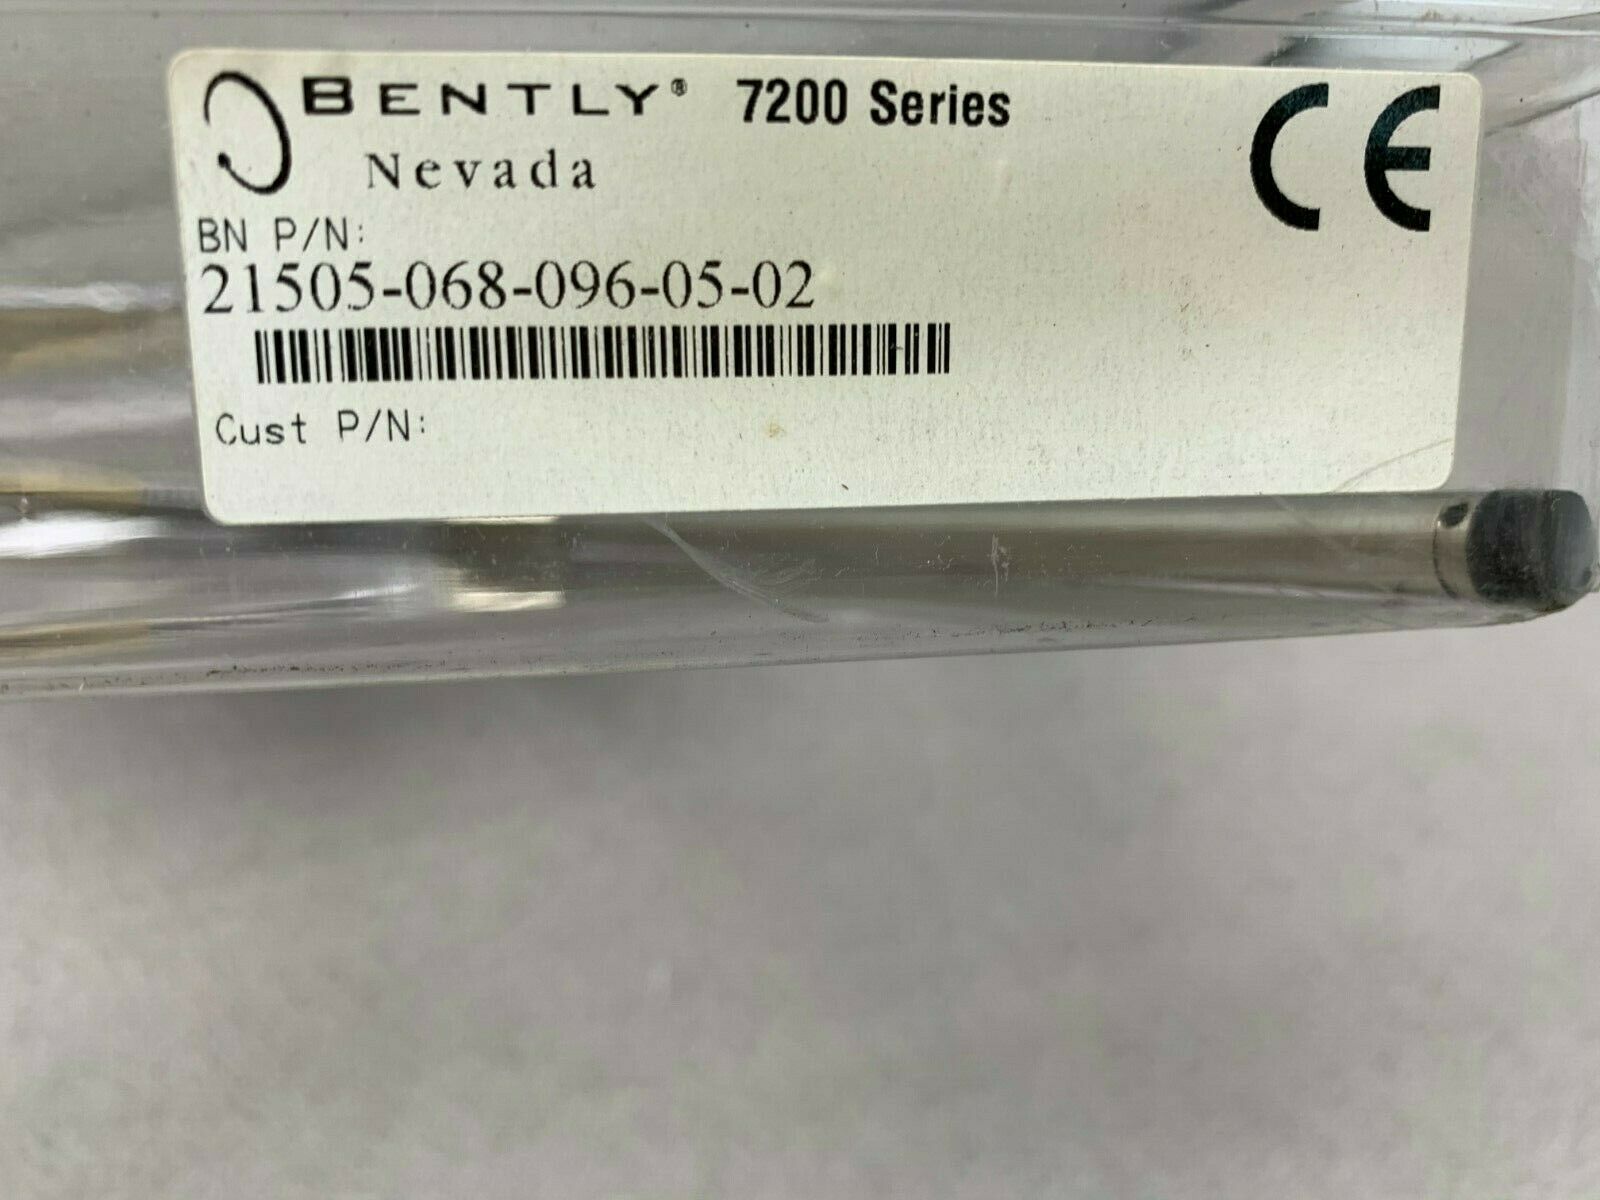 BENTLY® 7200 Series
Nevada
CE
BN P/N:
21505-068-096-05-02
Cust P/N: